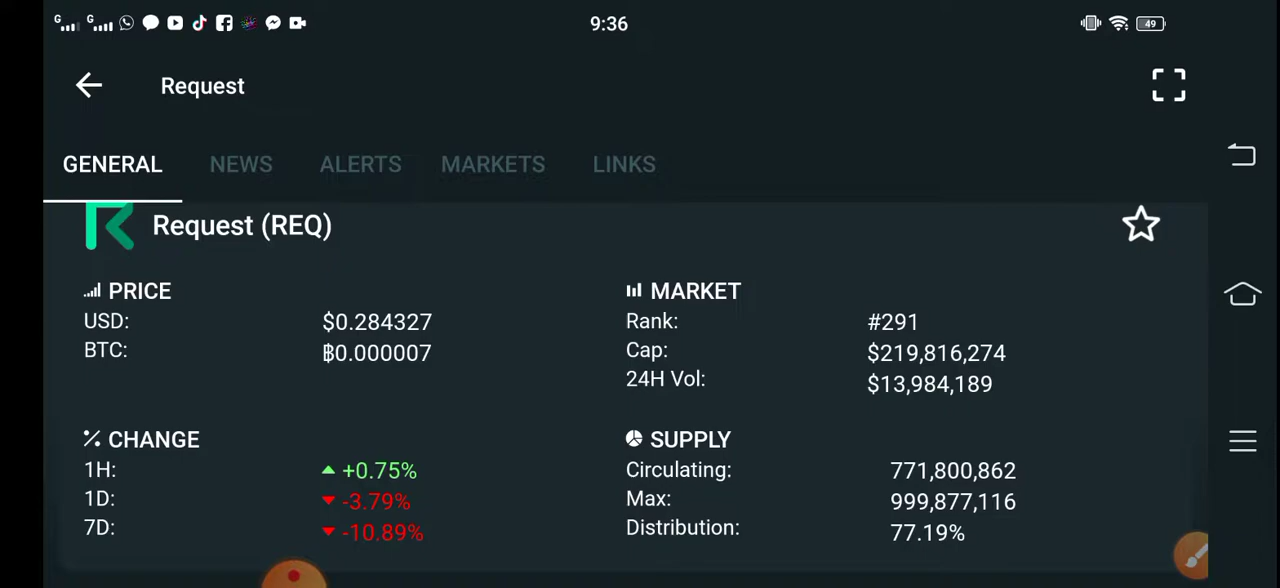 G G 9:36 49
Request
GENERAL NEWS ALERTS MARKETS LINKS
Request (REQ)
PRICE
USD: $0.284327
BTC: ฿0.000007
MARKET
Rank: #291
Cap: $219,816,274
24H Vol: $13,984,189
CHANGE
1H: +0.75%
1D: -3.79%
7D: -10.89%
SUPPLY
Circulating: 771,800,862
Max: 999,877,116
Distribution: 77.19%